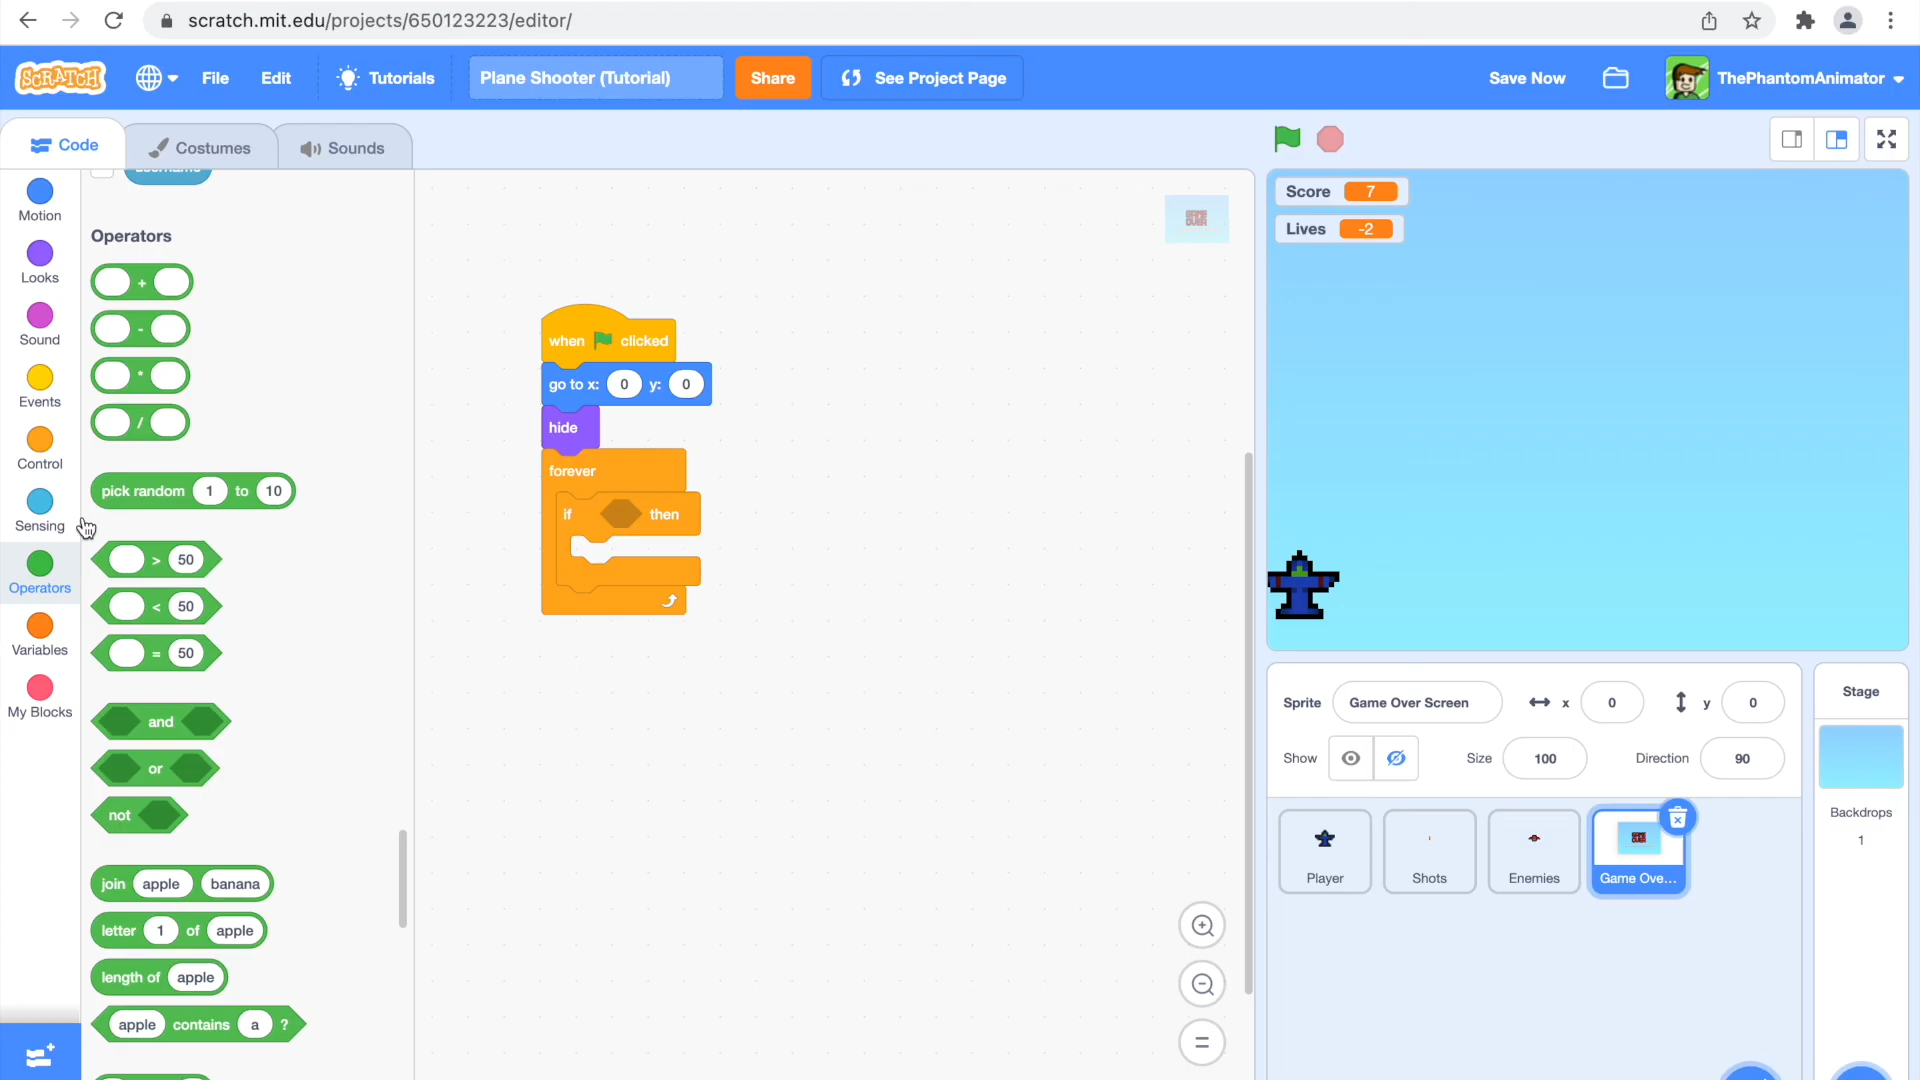 scratch.mit.edu/projects/650123223/editor/
SCRATCH
File
Edit
Tutorials
Plane Shooter (Tutorial)
Share
See Project Page
Save Now
ThePhantomAnimator
Code
Costumes
Sounds
Motion
Looks
Sound
Events
Control
Sensing
Operators
Variables
My Blocks
username
Operators
+
-
*
/
pick random 1 to 10
> 50
< 50
= 50
and
or
not
join apple banana
letter 1 of apple
length of apple
apple contains a ?
when clicked
go to x: 0 y: 0
hide
forever
if then
GAME
OVER
Score 7
Lives -2
Sprite Game Over Screen x 0 y 0
Show Size 100 Direction 90
Player
Shots
Enemies
Game Ove...
Stage
Backdrops
1